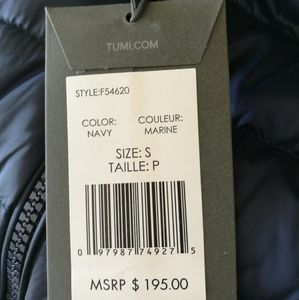 TUMI.COM
STYLE:F54620
COLOR: COULEUR:
NAVY MARINE
SIZE: S
TAILLE: P
0 97987 74927 5
MSRP $ 195.00